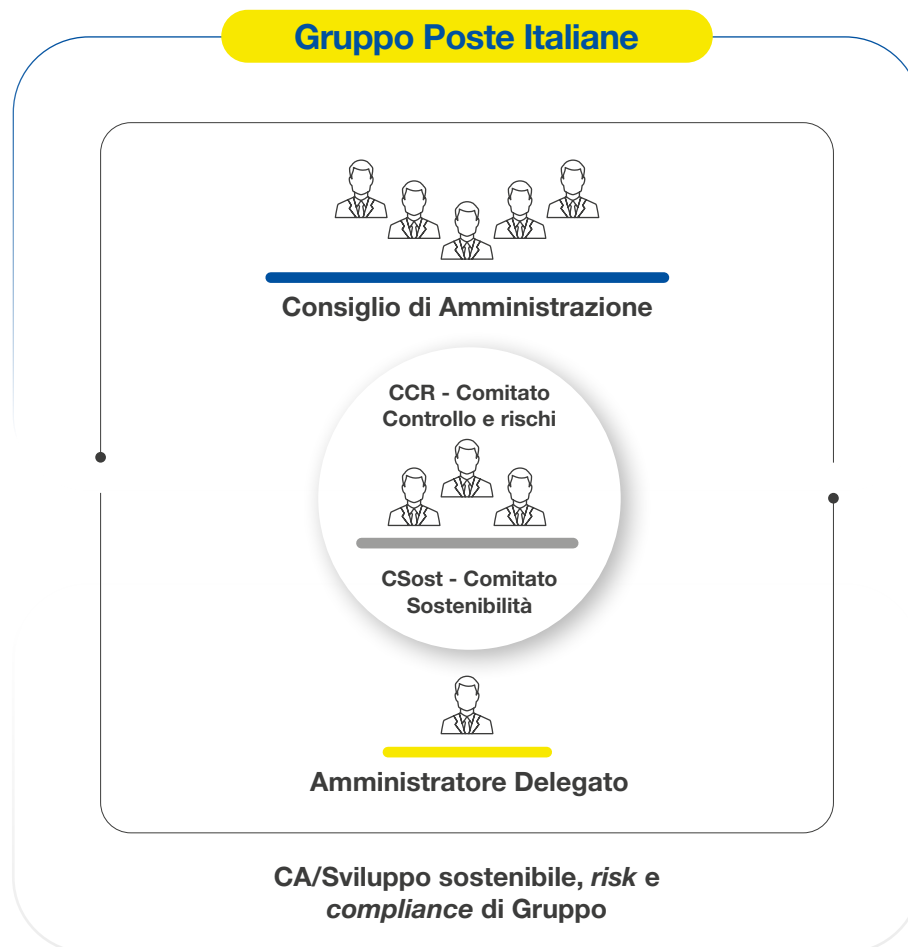 Gruppo Poste Italiane
Consiglio di Amministrazione
CCR - Comitato
Controllo e rischi
CSost - Comitato
Sostenibilità
Amministratore Delegato
CA/Sviluppo sostenibile, risk e
compliance di Gruppo